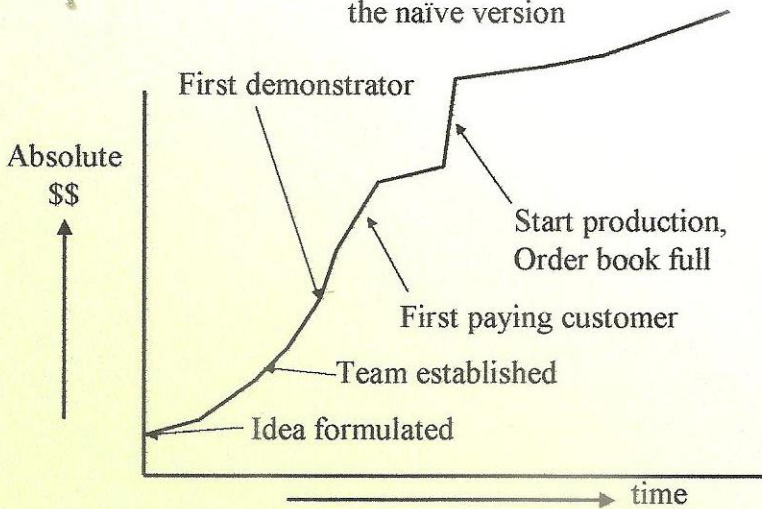 the naïve version
First demonstrator
Absolute
$$
Start production,
Order book full
First paying customer
Team established
Idea formulated
time